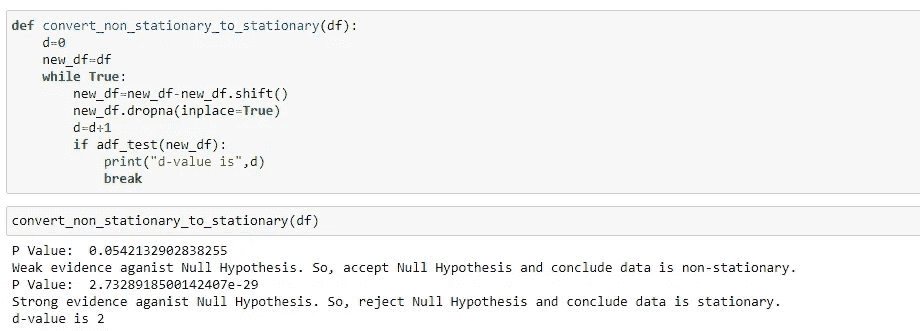 def convert_non_stationary_to_stationary(df):
    d=0
    new_df=df
    while True:
        new_df=new_df-new_df.shift()
        new_df.dropna(inplace=True)
        d=d+1
        if adf_test(new_df):
            print("d-value is",d)
            break
convert_non_stationary_to_stationary(df)
P Value:  0.0542132902838255
Weak evidence aganist Null Hypothesis. So, accept Null Hypothesis and conclude data is non-stationary.
P Value:  2.7328918500142407e-29
Strong evidence aganist Null Hypothesis. So, reject Null Hypothesis and conclude data is stationary.
d-value is 2